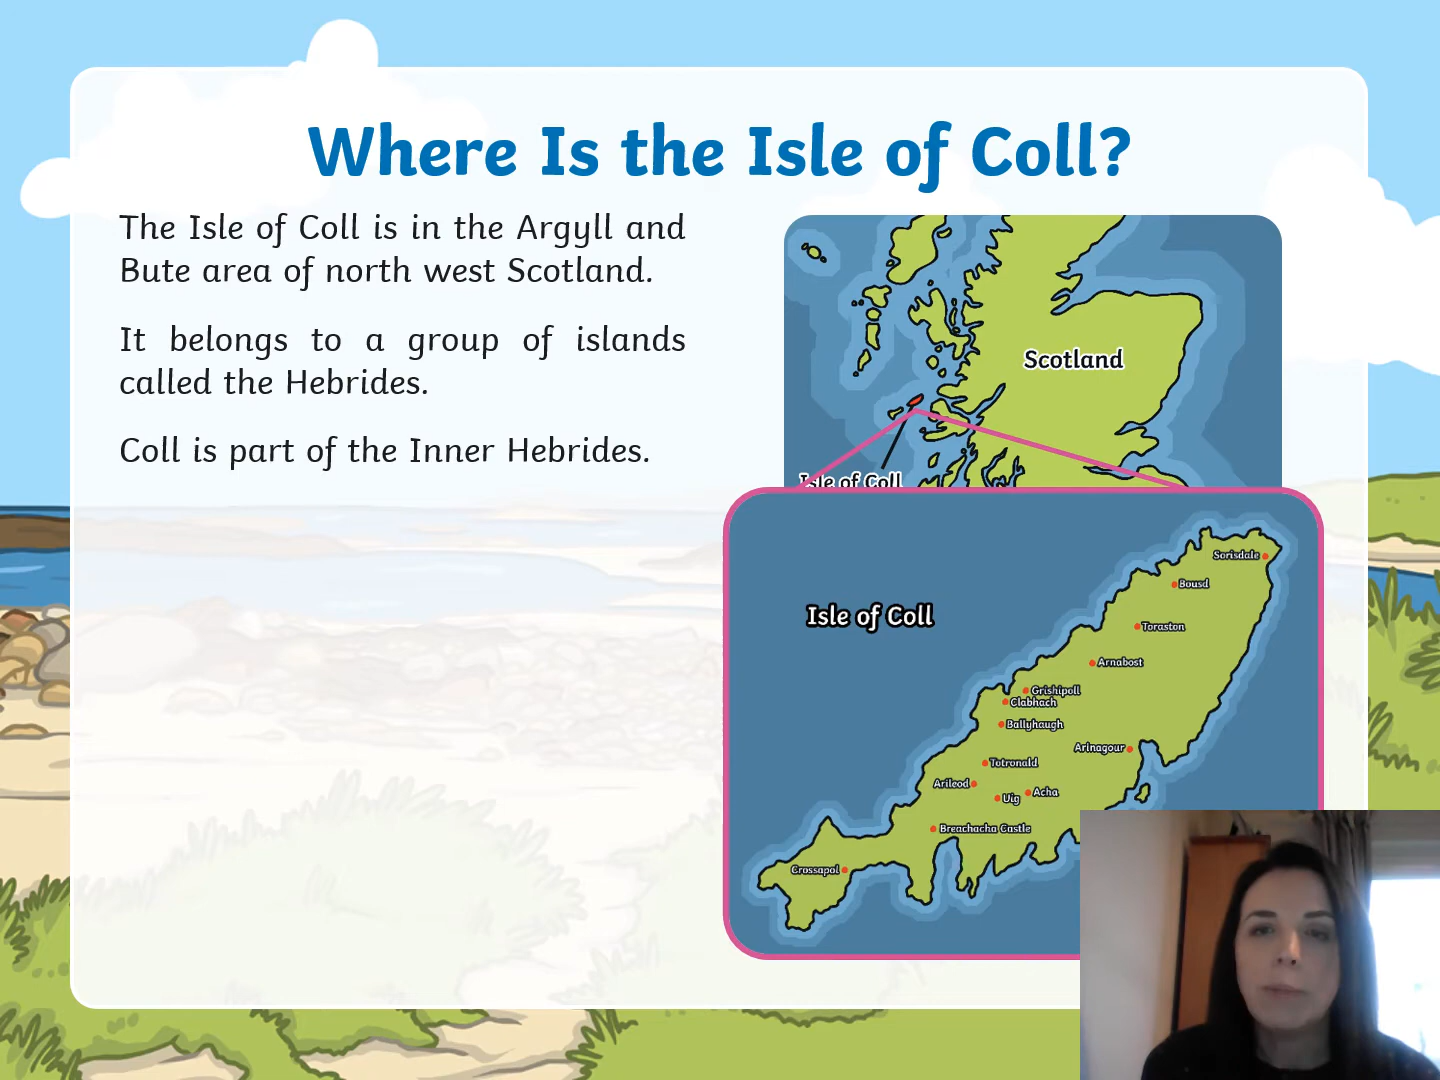 Where Is the Isle of Coll?
The Isle of Coll is in the Argyll and
Bute area of north west Scotland.
It belongs to a group of islands
called the Hebrides.
Coll is part of the Inner Hebrides.
Scotland
Isle of Coll
Isle of Coll
Sorisdale
Bousd
Toraston
Arnabost
Grishipoll
Clabhach
Ballyhaugh
Arinagour
Totronald
Arileod
Acha
Uig
Breachacha Castle
Crossapol